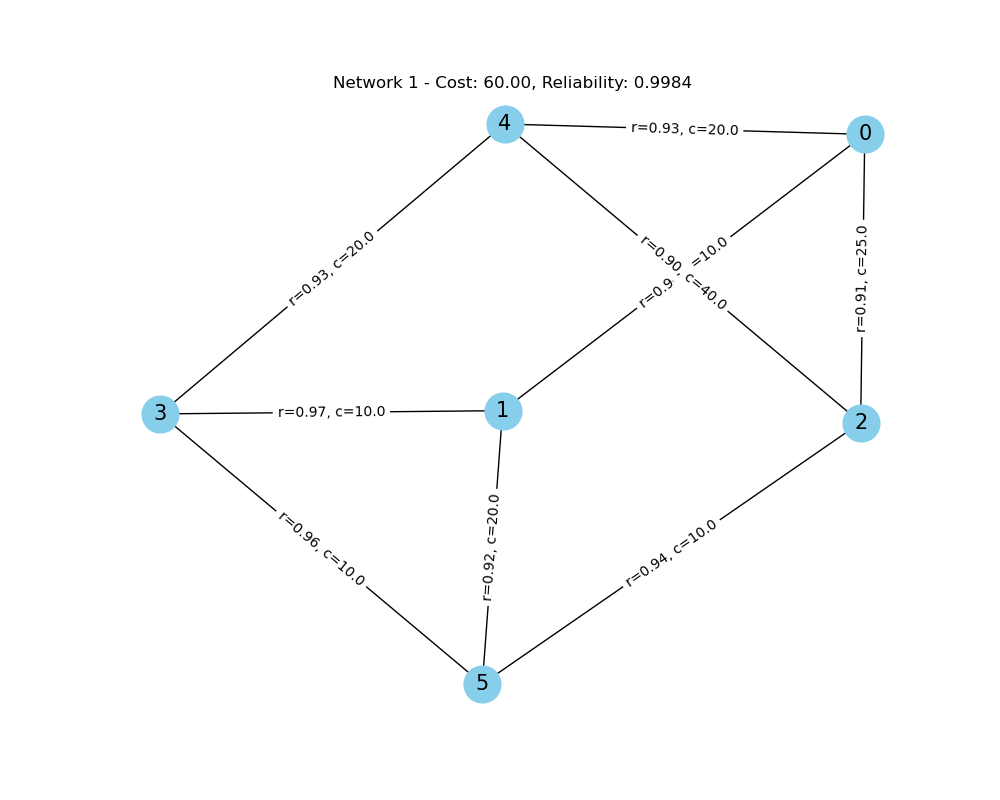 Network 1 - Cost: 60.00, Reliability: 0.9984
4
r=0.93, c=20.0
0
r=0.93, c=20.0
r=0.90, c=40.0
r=0.9
=10.0
r=0.91, c=25.0
3
r=0.97, c=10.0
1
2
r=0.96, c=10.0
r=0.92, c=20.0
r=0.94, c=10.0
5